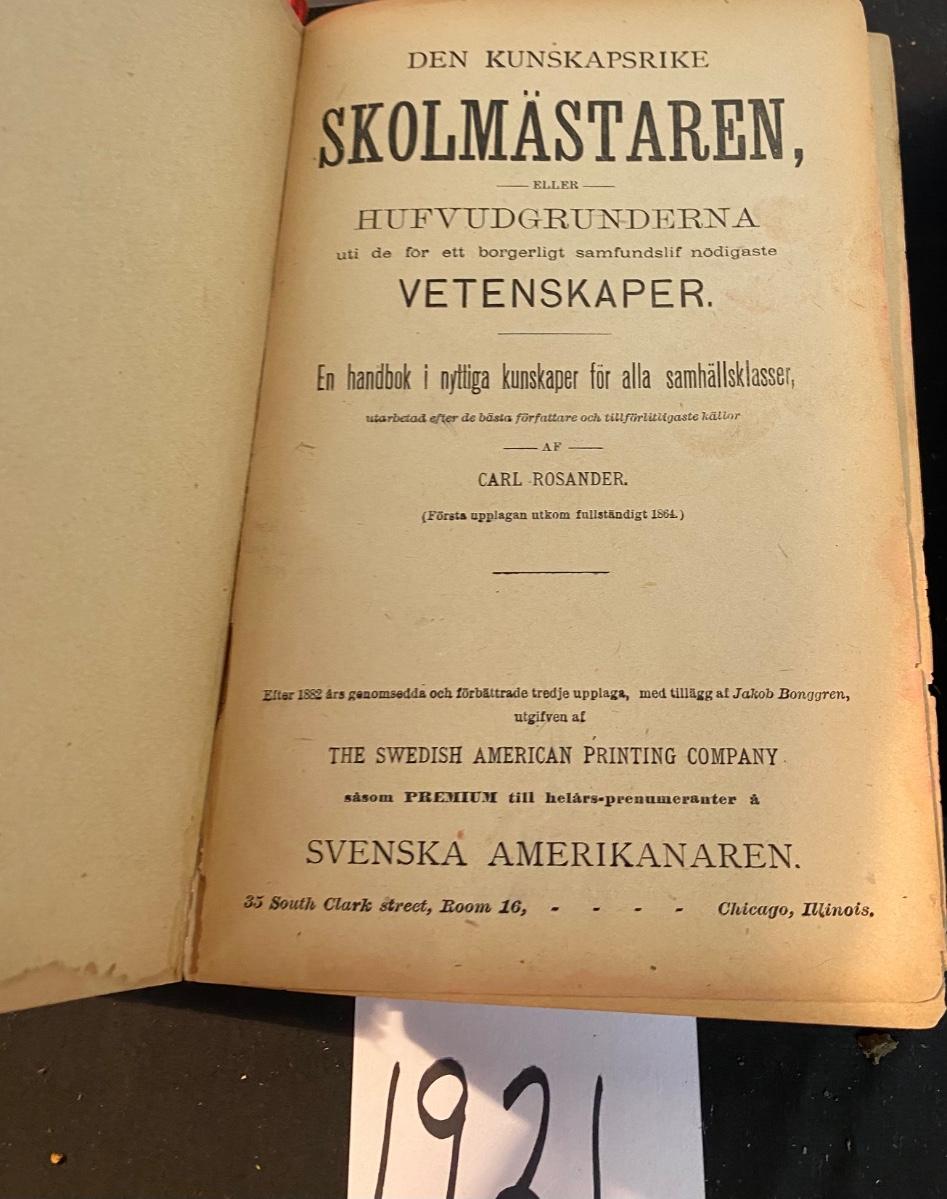 DEN KUNSKAPSRIKE
SKOLMÄSTAREN,
ELLER
HUFVUDGRUNDERNA
uti de för ett borgerligt samfundslif nödigaste
VETENSKAPER.
En handbok i nyttiga kunskaper för alla samhällsklasser,
utarbetad efter de bästa författare och tillförlitligaste källor
AF
CARL ROSANDER.
(Första upplagan utkom fullständigt 1864.)
Efter 1882 års genomsedda och förbättrade tredje upplaga, med tillägg af Jakob Bonggren,
utgifven af
THE SWEDISH AMERICAN PRINTING COMPANY
såsom PREMIUM till helårs-prenumeranter å
SVENSKA AMERIKANAREN.
35 South Clark street, Room 16, - - - - Chicago, Illinois.
1921